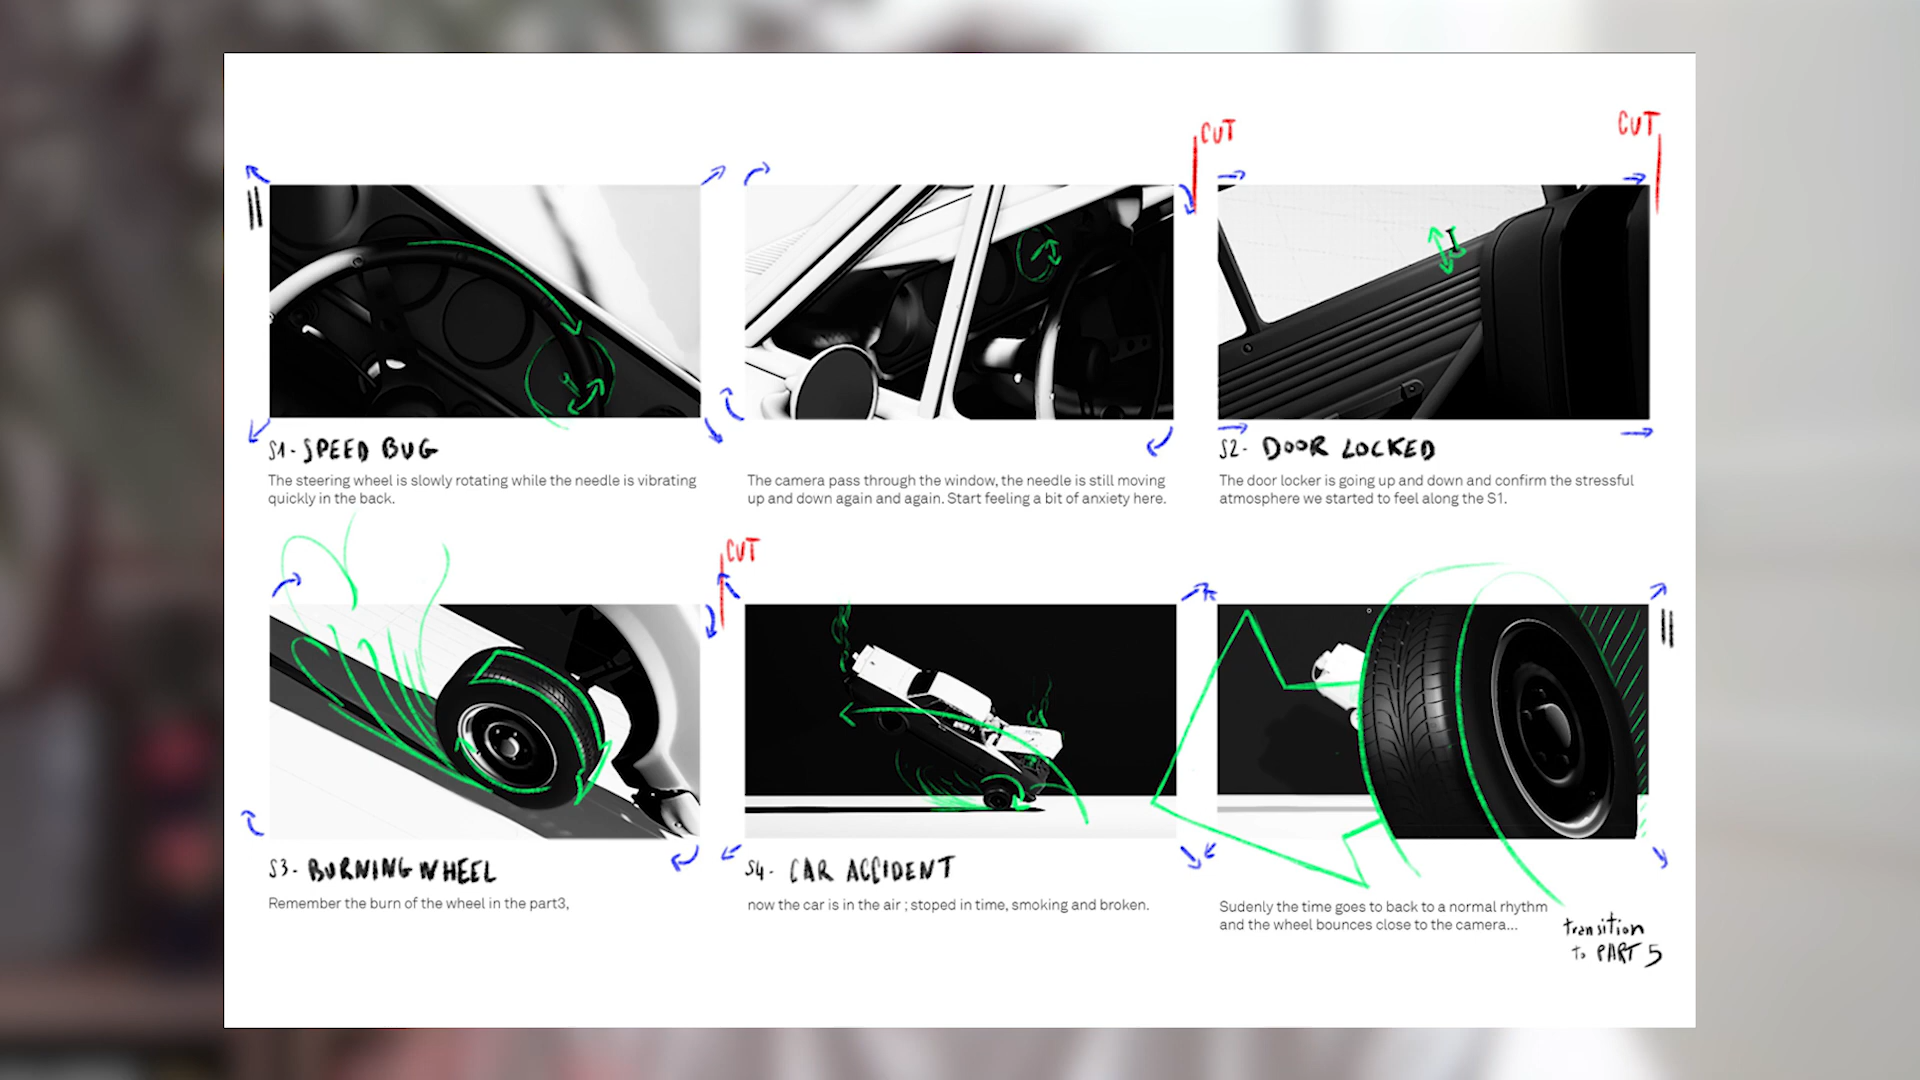 CUT
CUT
S1- SPEED BUG
The steering wheel is slowly rotating while the needle is vibrating
quickly in the back.
The camera pass through the window, the needle is still moving
up and down again and again. Start feeling a bit of anxiety here.
S2- DOOR LOCKED
The door locker is going up and down and confirm the stressful
atmosphere we started to feel along the S1.
CUT
S3- BURNING WHEEL
Remember the burn of the wheel in the part3,
S4- CAR ACCIDENT
now the car is in the air ; stoped in time, smoking and broken.
Sudenly the time goes to back to a normal rhythm
and the wheel bounces close to the camera...
transition
to PART 5